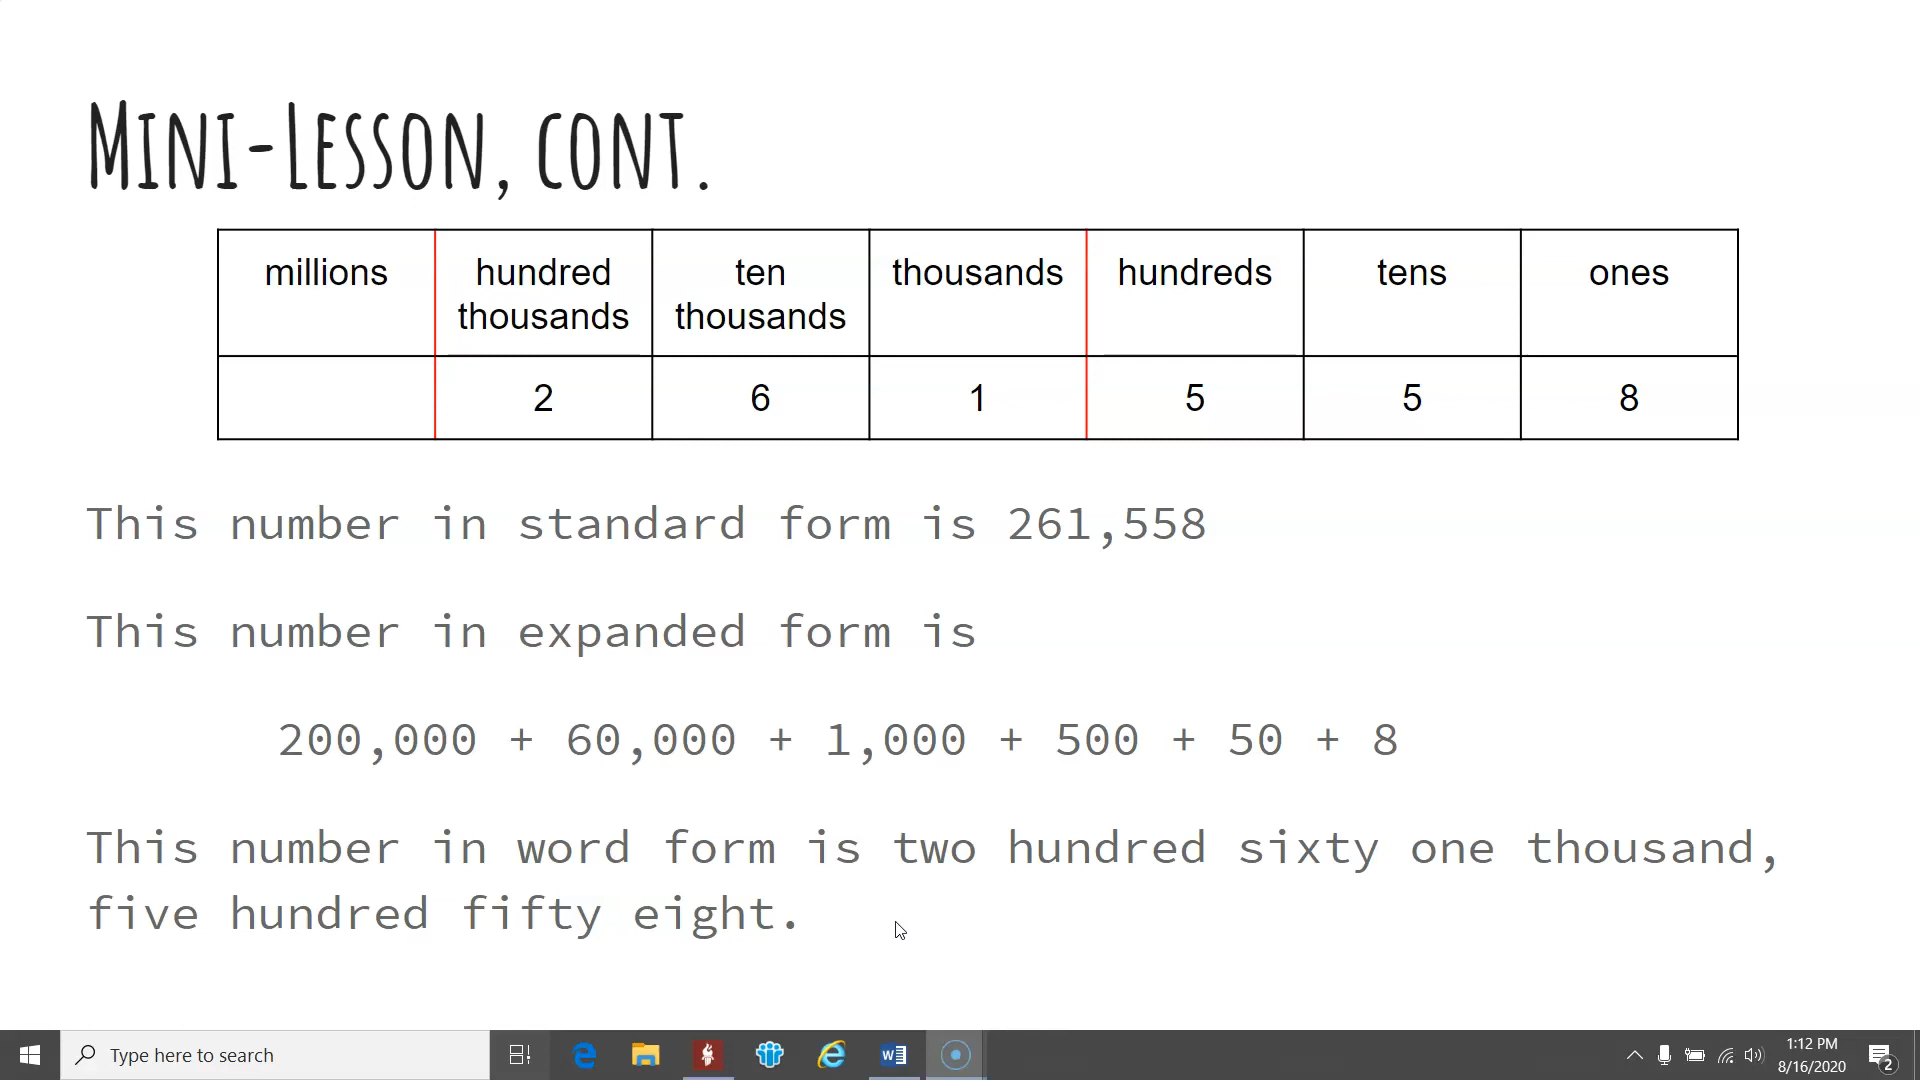 Mini-Lesson, cont.
millions hundred thousands ten thousands thousands hundreds tens ones
2 6 1 5 5 8
This number in standard form is 261,558
This number in expanded form is
200,000 + 60,000 + 1,000 + 500 + 50 + 8
This number in word form is two hundred sixty one thousand,
five hundred fifty eight.
Type here to search
1:12 PM
8/16/2020
2